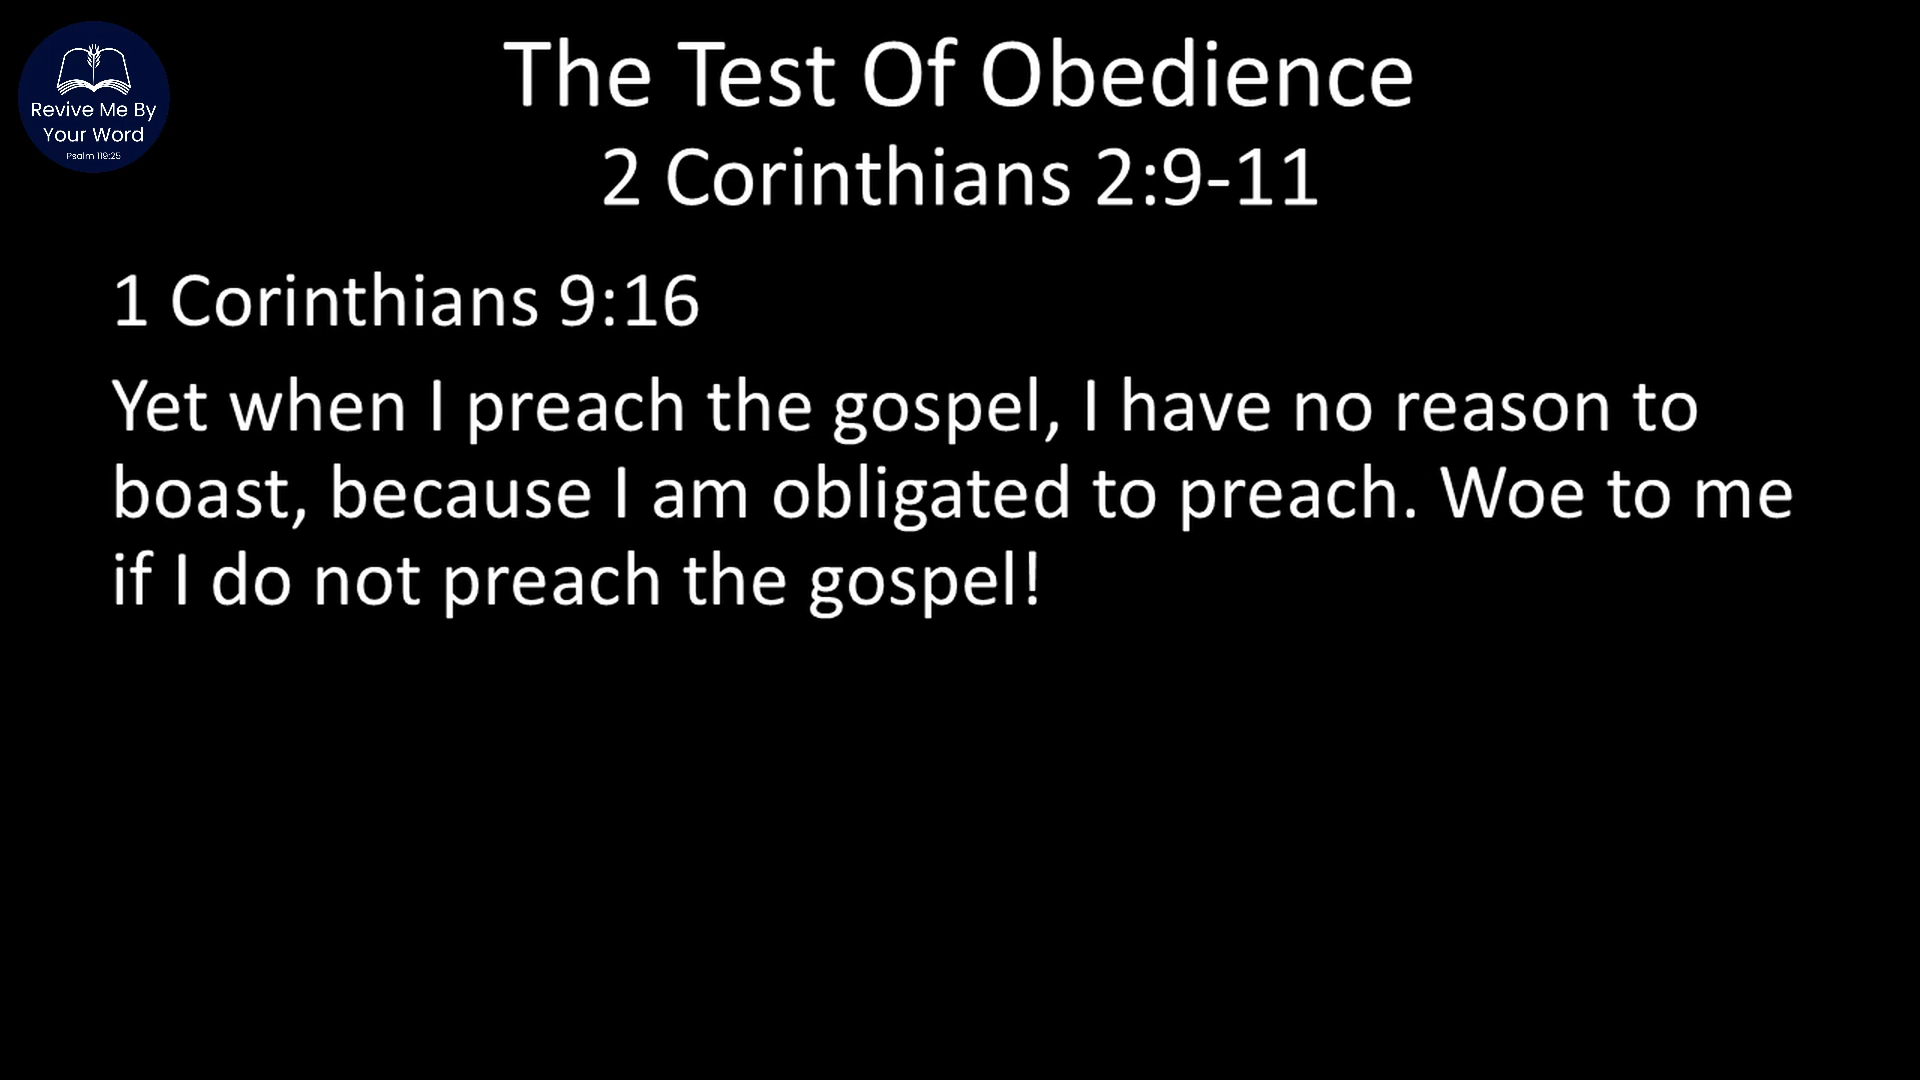 Revive Me By
Your Word
Psalm 119:25
The Test Of Obedience
2 Corinthians 2:9-11
1 Corinthians 9:16
Yet when I preach the gospel, I have no reason to
boast, because I am obligated to preach. Woe to me
if I do not preach the gospel!